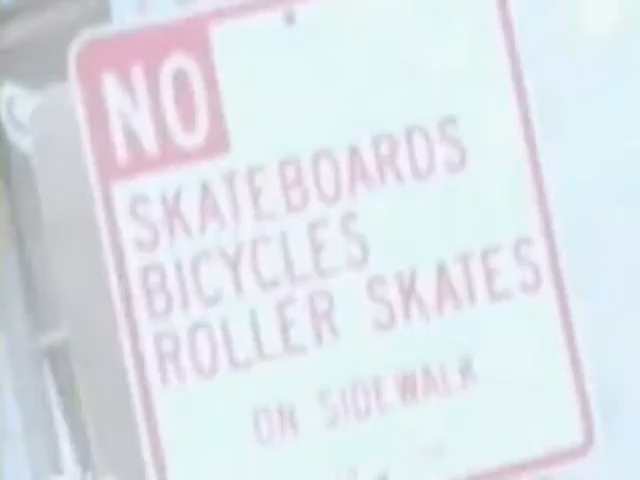 NO
SKATEBOARDS
BICYCLES
ROLLER SKATES
ON SIDEWALK